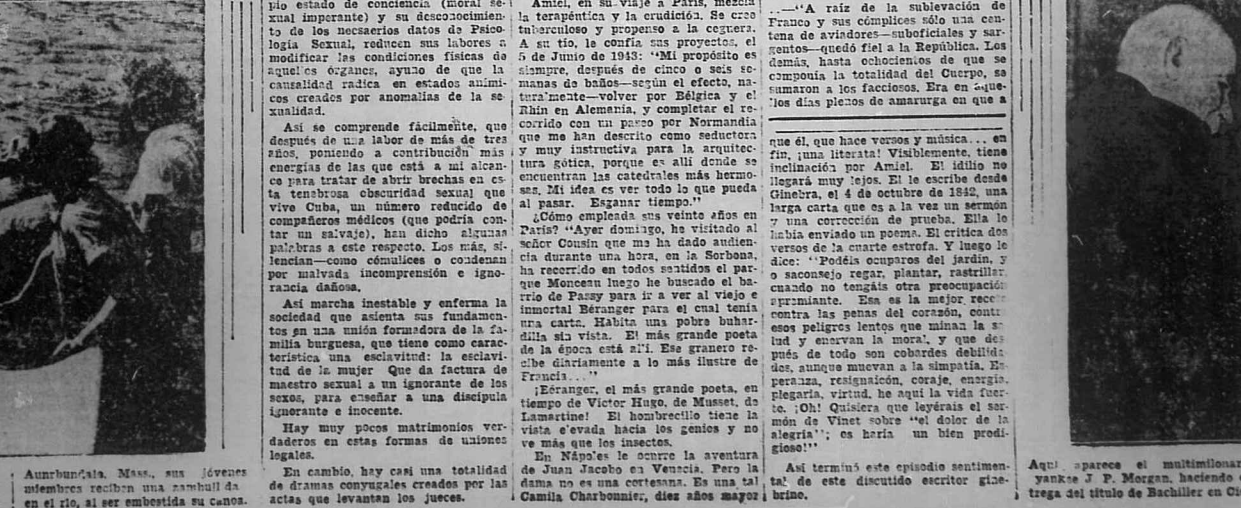 pio estado de conciencia (moral se-
xual imperante) y su desconocimien-
to de los necsaerios datos de Psico-
logía Sexual, reducen sus labores a
modificar las condiciones físicas de
aquellos órganos, ayuno de que la
causalidad radica en estados aními-
cos creados por anomalías de la se-
xualidad.
Así se comprende fácilmente, que
después de una labor de más de tres
años, poniendo a contribución más
energías de las que está a mi alcan-
ce para tratar de abrir brechas en es-
ta tenebrosa obscuridad sexual que
vive Cuba, un número reducido de
compañeros médicos (que podría con-
tar un salvaje), han dicho algunas
palabras a este respecto. Los más, si-
lencian—como cómulices o condenan
por malvada incomprensión e igno-
rancia dañosa.
Así marcha inestable y enferma la
sociedad que asienta sus fundamen-
tos en una unión formadora de la fa-
milia burguesa, que tiene como carac-
terística una esclavitud: la esclavi-
tud de la mujer Que da factura de
maestro sexual a un ignorante de los
sexos, para enseñar a una discípula
ignorante e inocente.
Hay muy pocos matrimonios ver-
daderos en estas formas de uniones
legales.
En cambio, hay casi una totalidad
de dramas conyugales creados por las
actas que levantan los jueces.
Amiel, en su viaje a París, mezcla
la terapéutica y la erudición. Se cree
tuberculoso y propenso a la ceguera.
A su tío, le confía sus proyectos, el
5 de Junio de 1943: "Mi propósito es
siempre, después de cinco o seis se-
manas de baños—según el efecto, na-
turalmente—volver por Bélgica y el
Rhin en Alemania, y completar el re-
corrido con un paseo por Normandia
que me han descrito como seductora
y muy instructiva para la arquitec-
tura gótica, porque es allí donde se
encuentran las catedrales más hermo-
sas. Mi idea es ver todo lo que pueda
al pasar. Esganar tiempo."
¿Cómo empleada sus veinte años en
París? "Ayer domingo, he visitado al
señor Cousin que me ha dado audien-
cia durante una hora, en la Sorbona,
ha recorrido en todos sentidos el par-
que Monceau luego he buscado el ba-
rrio de Passy para ir a ver al viejo e
inmortal Béranger para el cual tenía
una carta. Habita una pobre buhar-
dilla sin vista. El más grande poeta
de la época está allí. Ese granero re-
cibe diariamente a lo más ilustre de
Francia..."
¡Béranger, el más grande poeta, en
tiempo de Victor Hugo, de Musset, de
Lamartine! El hombrecillo tiene la
vista elevada hacia los genios y no
ve más que los insectos.
En Nápoles le ocurre la aventura
de Juan Jacobo en Venecia. Pero la
dama no es una cortesana. Es una tal
Camila Charbonnier, diez años mayor
..—"A raíz de la sublevación de
Franco y sus cómplices sólo una cen-
tena de aviadores—suboficiales y sar-
gentos—quedó fiel a la República. Los
demás, hasta ochocientos de que se
componía la totalidad del Cuerpo, se
sumaron a los facciosos. Era en aque-
llos días plenos de amarurga en que a
que él, que hace versos y música... en
fin, ¡una literata! Visiblemente, tiene
inclinación por Amiel. El idilio no
llegará muy lejos. El le escribe desde
Ginebra, el 4 de octubre de 1842, una
larga carta que es a la vez un sermón
y una corrección de prueba. Ella le
había enviado un poema. El critica dos
versos de la cuarte estrofa. Y luego le
dice: "Podéis ocuparos del jardín, y
o saconsejo regar, plantar, rastrillar
cuando no tengáis otra preocupación
apremiante. Esa es la mejor rece
contra las penas del corazón, contr
esos peligros lentos que minan la s
lud y enervan la moral, y que des
pués de todo son cobardes debilida
des, aunque muevan a la simpatía. Es-
peranza, resignaicón, coraje, energía,
plegaria, virtud, he aquí la vida fuer-
te. ¡Oh! Quisiera que leyérais el ser-
món de Vinet sobre "el dolor de la
alegría"; os haría un bien prodi-
gioso!"
Así terminó este episodio sentimen-
tal de este discutido escritor gine-
brino.
Aunrbundale, Mass., sus jóvenes
miembros reciben una zambullida
en el río, al ser embestida su canoa.
Aquí aparece el multimillonar
yankee J P. Morgan, haciendo
trega del título de Bachiller en Ci